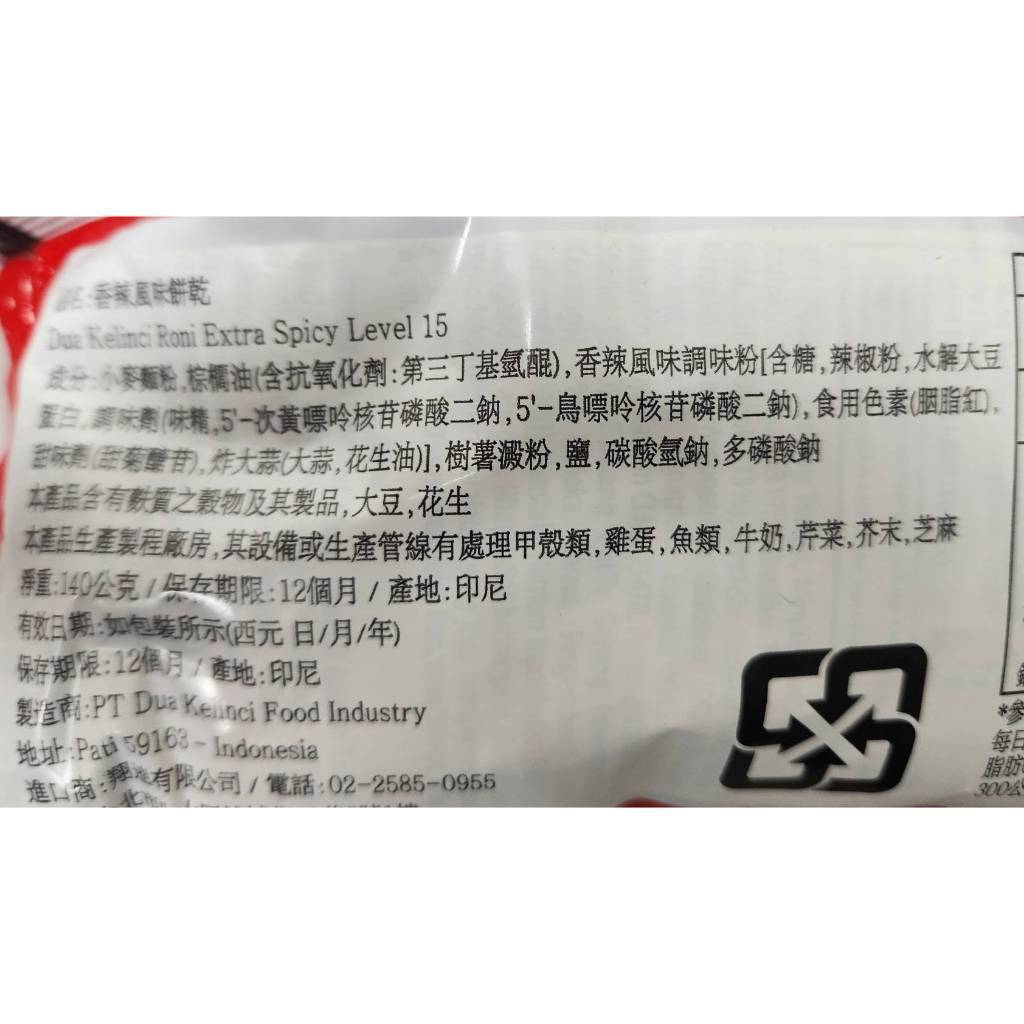 品名:香辣風味餅乾
Dua Kelinci Roni Extra Spicy Level 15
成分:小麥麵粉,棕櫚油(含抗氧化劑:第三丁基氫醌),香辣風味調味粉[含糖,辣椒粉,水解大豆
蛋白,調味劑(味精,5'-次黃嘌呤核苷磷酸二鈉,5'-鳥嘌呤核苷磷酸二鈉),食用色素(胭脂紅),
甜味劑(甜菊醣苷),炸大蒜(大蒜,花生油)],樹薯澱粉,鹽,碳酸氫鈉,多磷酸鈉
本產品含有麩質之穀物及其製品,大豆,花生
本產品生產製程廠房,其設備或生產管線有處理甲殼類,雞蛋,魚類,牛奶,芹菜,芥末,芝麻
淨重:140公克 / 保存期限:12個月 / 產地:印尼
有效日期:如包裝所示(西元 日/月/年)
保存期限:12個月 / 產地:印尼
製造商:PT Dua Kelinci Food Industry
地址:Pati 59163 - Indonesia
進口商:翔 有限公司 / 電話:02-2585-0955
*參
每日
脂肪
300公